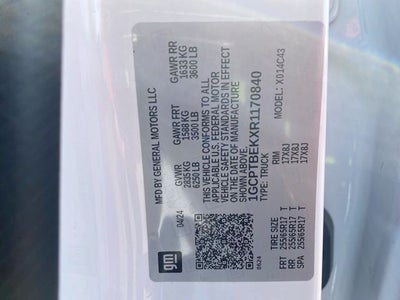 MFD BY GENERAL MOTORS LLC
04/24
GVWR
2835 KG
6250 LB
GAWR FRT
1588 KG
3500 LB
GAWR RR
1633 KG
3600 LB
THIS VEHICLE CONFORMS TO ALL
APPLICABLE U.S. FEDERAL MOTOR
VEHICLE SAFETY STANDARDS IN EFFECT
ON THE DATE OF MANUFACTURE
SHOWN ABOVE.
1GCPTBEKXR1170840
TYPE: TRUCK
MODEL: X014C43
TIRE SIZE
RIM
FRT 255/65R17 T 17X8J
RR 255/65R17 T 17X8J
SPA 255/65R17 T 17X8J
gm